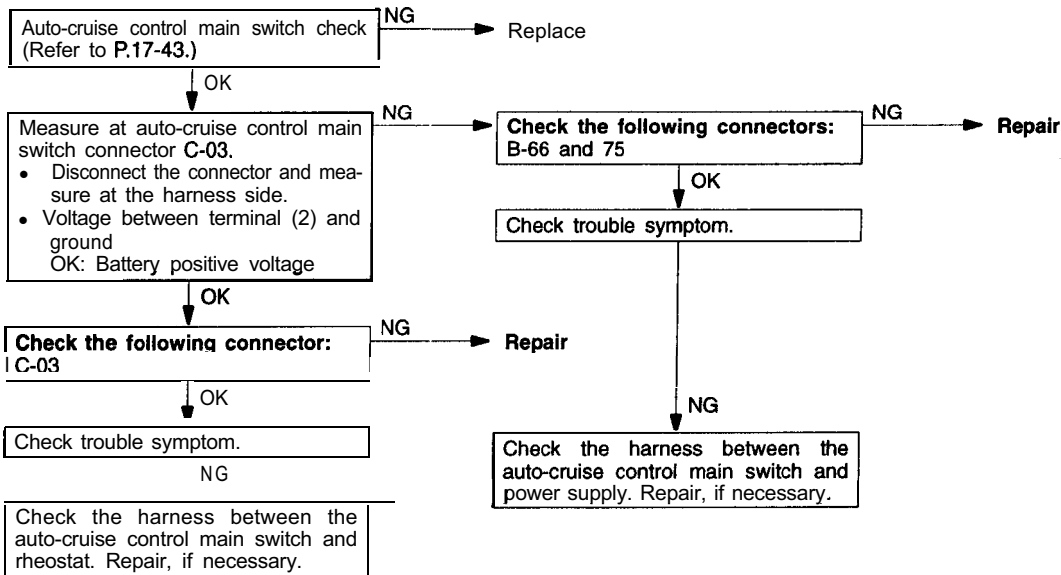 Auto-cruise control main switch check
(Refer to P.17-43.)
NG
Replace
OK
Measure at auto-cruise control main
switch connector C-03.
• Disconnect the connector and mea-
sure at the harness side.
• Voltage between terminal (2) and
ground
OK: Battery positive voltage
NG
Check the following connectors:
B-66 and 75
NG
Repair
OK
Check trouble symptom.
NG
Check the harness between the
auto-cruise control main switch and
power supply. Repair, if necessary.
OK
Check the following connector:
C-03
NG
Repair
OK
Check trouble symptom.
NG
Check the harness between the
auto-cruise control main switch and
rheostat. Repair, if necessary.